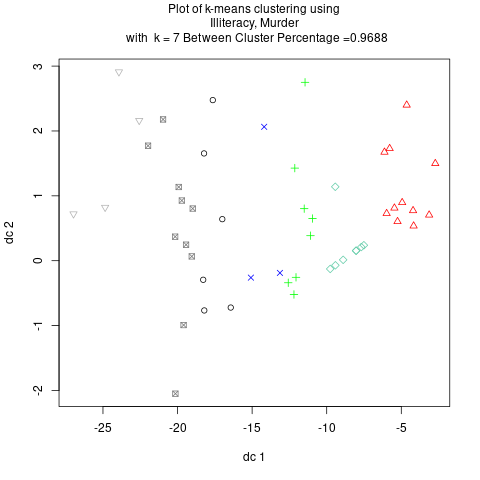 Plot of k-means clustering using
Illiteracy, Murder
with  k = 7 Between Cluster Percentage =0.9688
3
2
1
0
-1
-2
dc 2
-25
-20
-15
-10
-5
dc 1